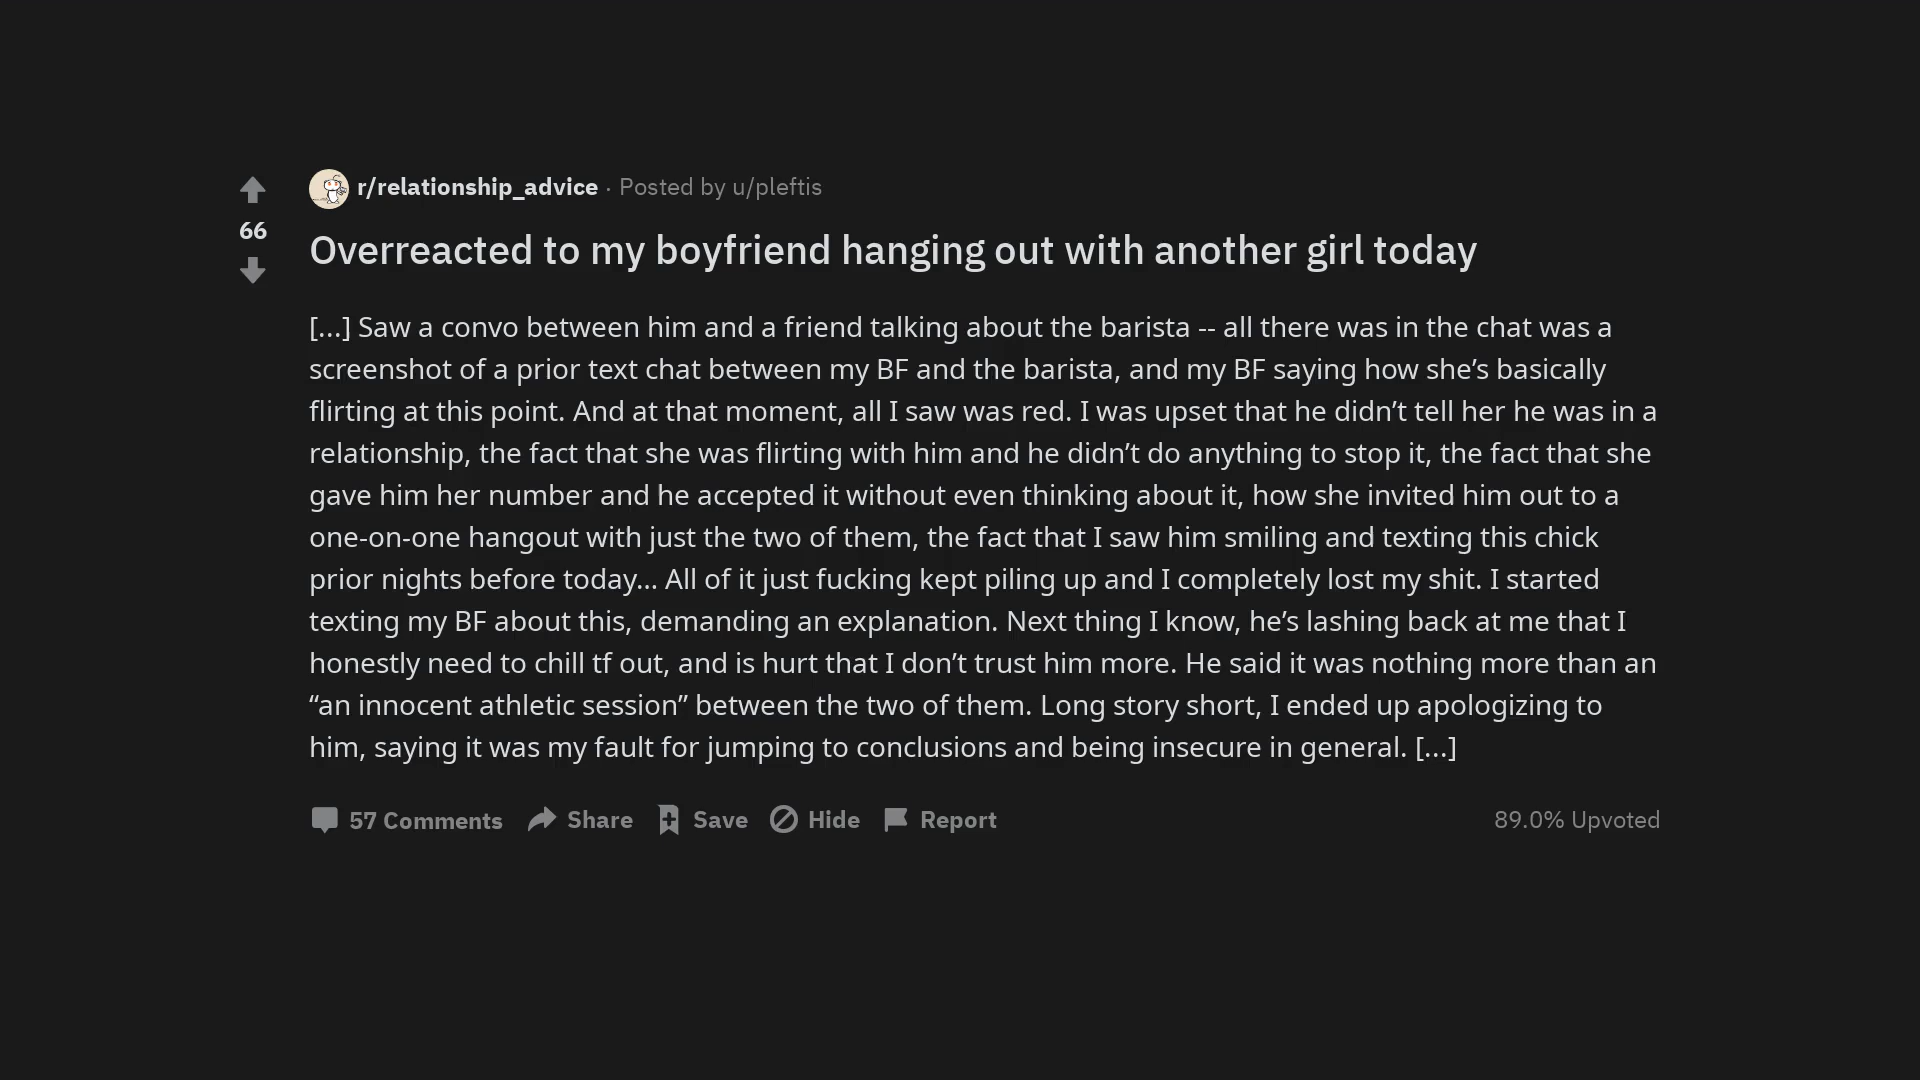 r/relationship_advice · Posted by u/pleftis
66
Overreacted to my boyfriend hanging out with another girl today
[...] Saw a convo between him and a friend talking about the barista -- all there was in the chat was a
screenshot of a prior text chat between my BF and the barista, and my BF saying how she’s basically
flirting at this point. And at that moment, all I saw was red. I was upset that he didn’t tell her he was in a
relationship, the fact that she was flirting with him and he didn’t do anything to stop it, the fact that she
gave him her number and he accepted it without even thinking about it, how she invited him out to a
one-on-one hangout with just the two of them, the fact that I saw him smiling and texting this chick
prior nights before today... All of it just fucking kept piling up and I completely lost my shit. I started
texting my BF about this, demanding an explanation. Next thing I know, he’s lashing back at me that I
honestly need to chill tf out, and is hurt that I don’t trust him more. He said it was nothing more than an
“an innocent athletic session” between the two of them. Long story short, I ended up apologizing to
him, saying it was my fault for jumping to conclusions and being insecure in general. [...]
57 Comments Share Save Hide Report 89.0% Upvoted